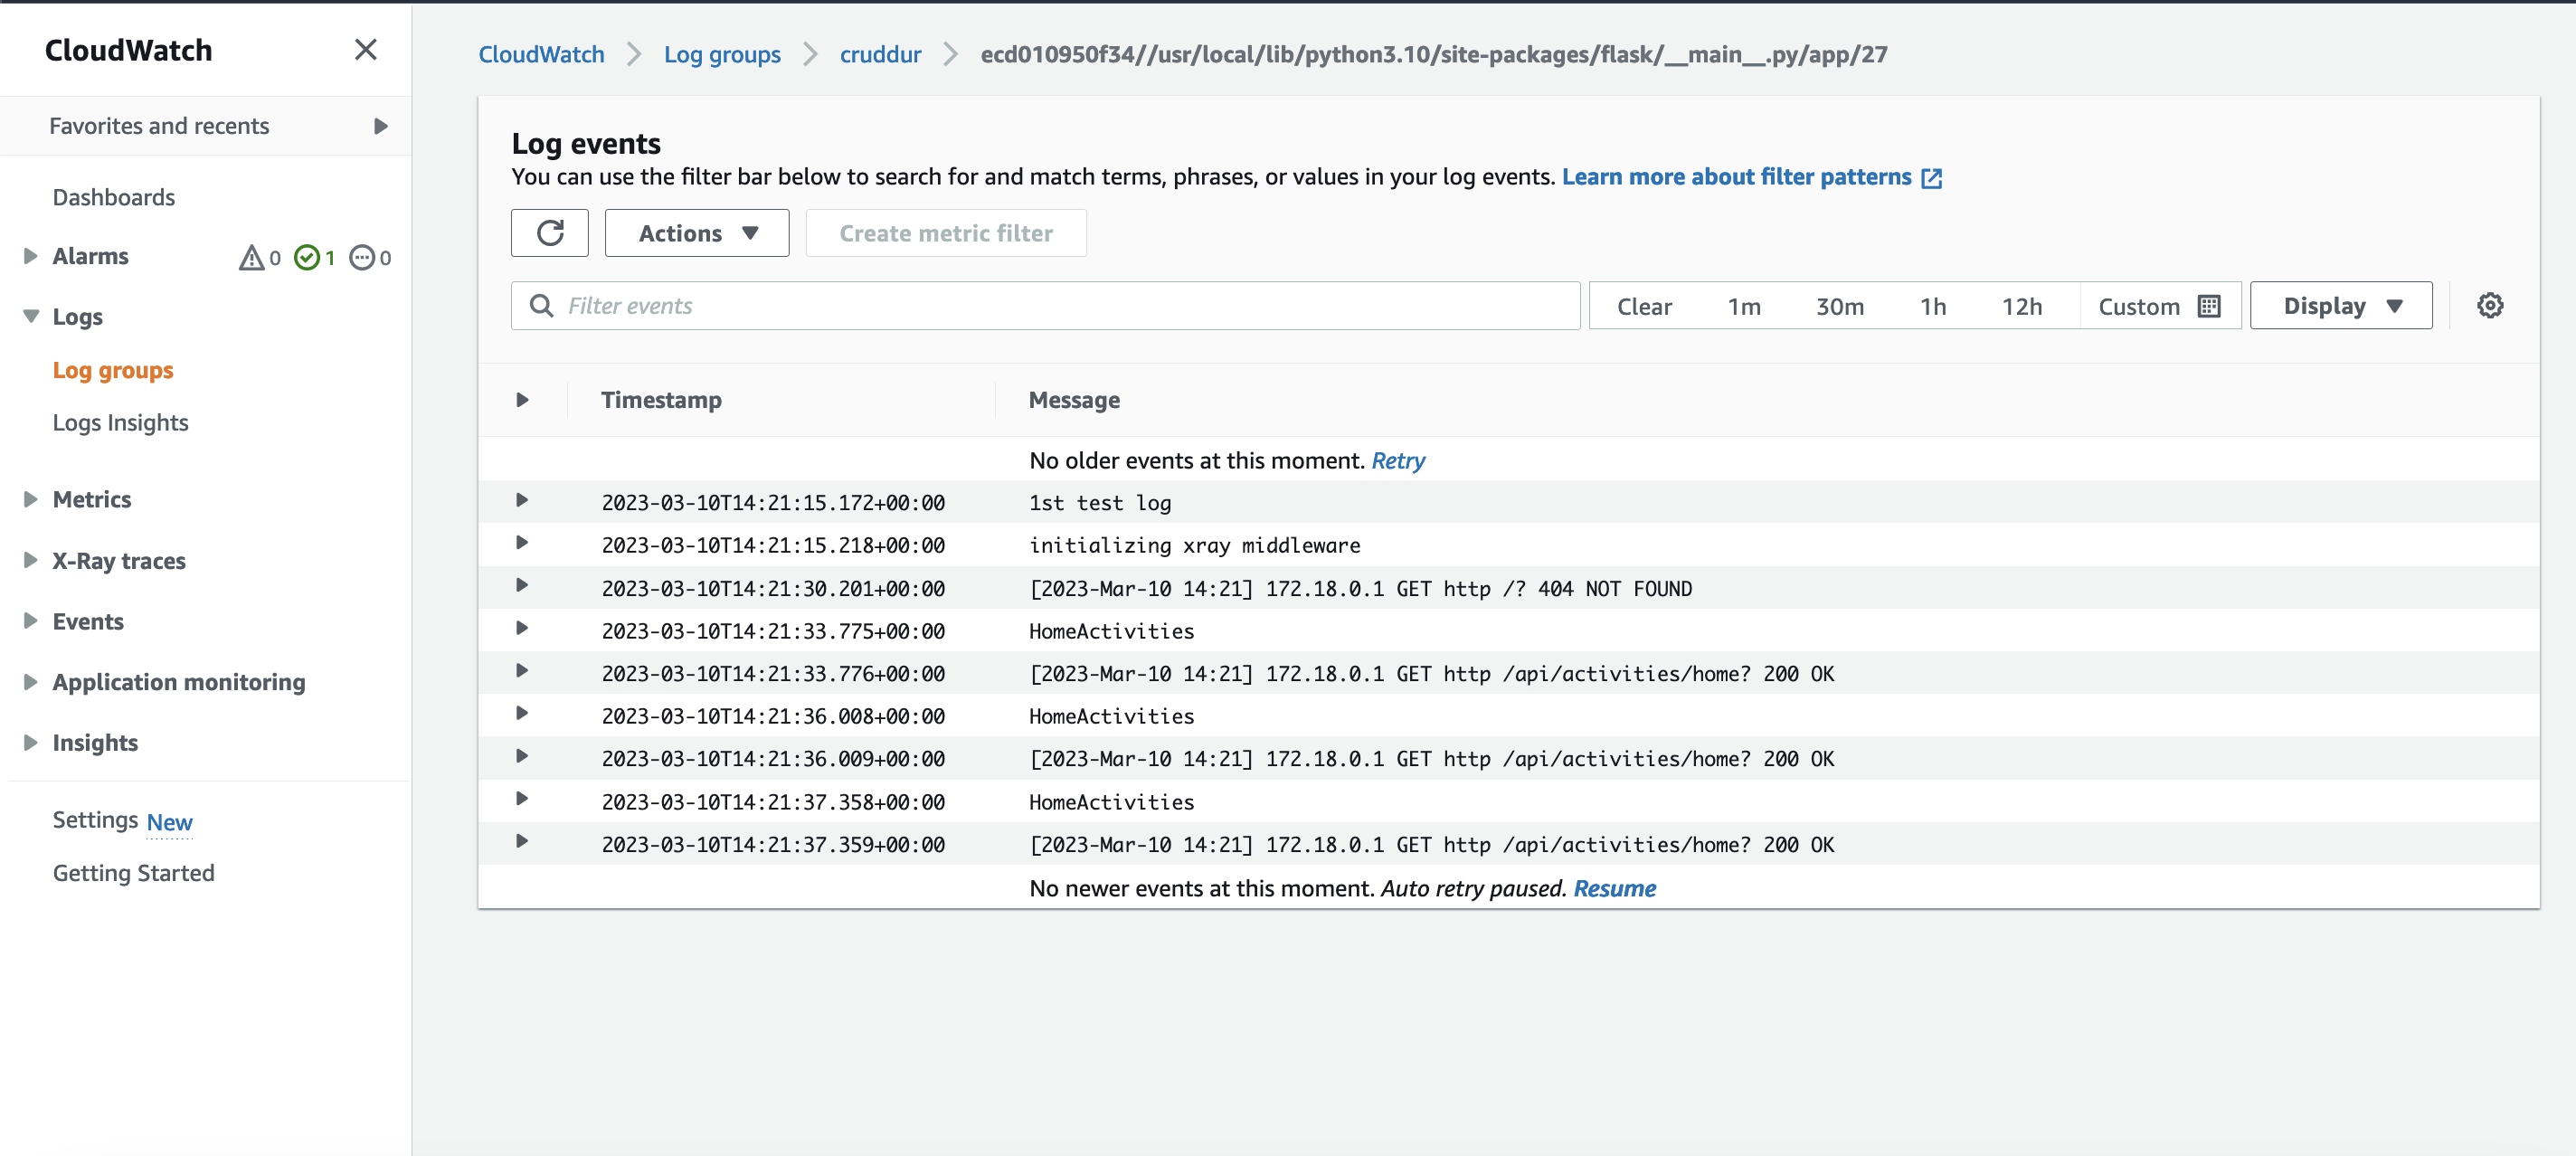 CloudWatch
Favorites and recents
Dashboards
Alarms 0 1 0
Logs
Log groups
Logs Insights
Metrics
X-Ray traces
Events
Application monitoring
Insights
Settings New
Getting Started
CloudWatch Log groups cruddur ecd010950f34//usr/local/lib/python3.10/site-packages/flask/__main__.py/app/27
Log events
You can use the filter bar below to search for and match terms, phrases, or values in your log events. Learn more about filter patterns
Actions Create metric filter
Filter events Clear 1m 30m 1h 12h Custom Display
Timestamp Message
No older events at this moment. Retry
2023-03-10T14:21:15.172+00:00 1st test log
2023-03-10T14:21:15.218+00:00 initializing xray middleware
2023-03-10T14:21:30.201+00:00 [2023-Mar-10 14:21] 172.18.0.1 GET http /? 404 NOT FOUND
2023-03-10T14:21:33.775+00:00 HomeActivities
2023-03-10T14:21:33.776+00:00 [2023-Mar-10 14:21] 172.18.0.1 GET http /api/activities/home? 200 OK
2023-03-10T14:21:36.008+00:00 HomeActivities
2023-03-10T14:21:36.009+00:00 [2023-Mar-10 14:21] 172.18.0.1 GET http /api/activities/home? 200 OK
2023-03-10T14:21:37.358+00:00 HomeActivities
2023-03-10T14:21:37.359+00:00 [2023-Mar-10 14:21] 172.18.0.1 GET http /api/activities/home? 200 OK
No newer events at this moment. Auto retry paused. Resume